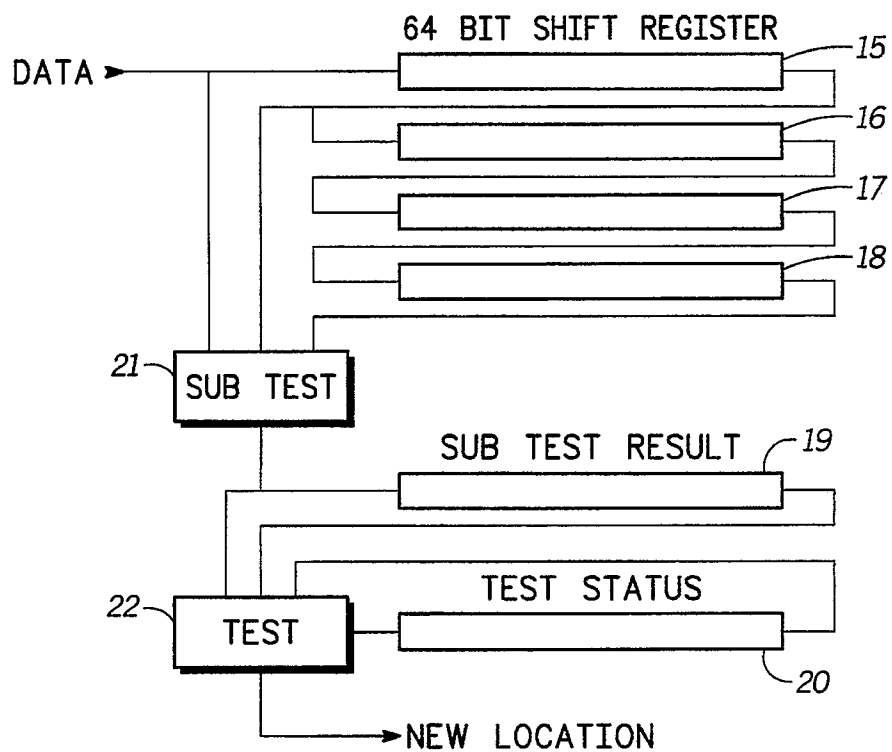 64 BIT SHIFT REGISTER
15
DATA
16
17
18
21
SUB TEST
SUB TEST RESULT
19
22
TEST
TEST STATUS
20
NEW LOCATION